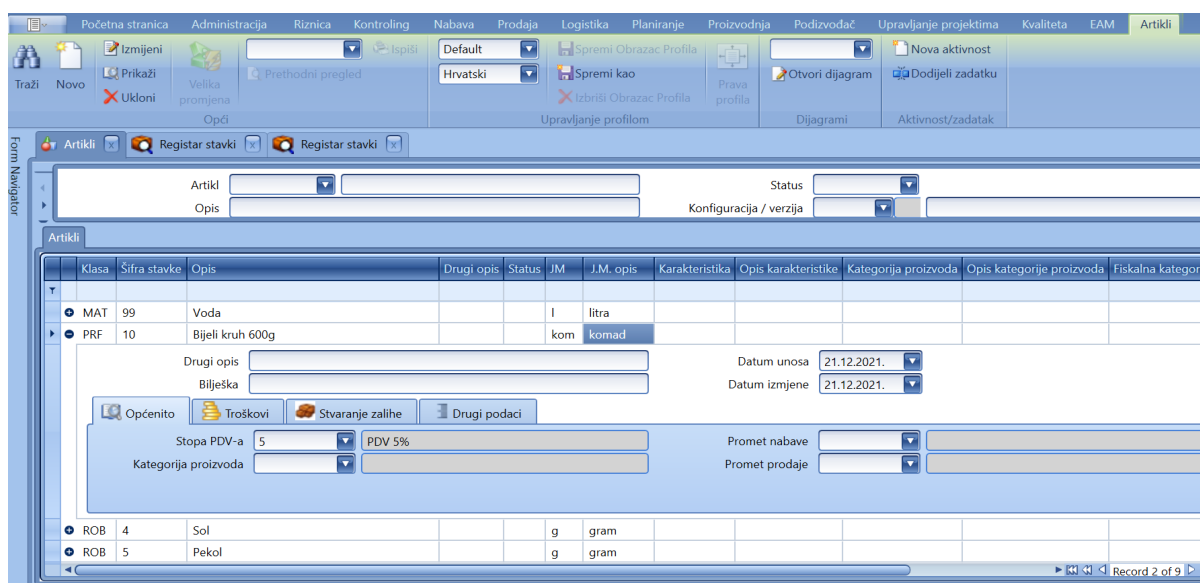 Početna stranica Administracija Riznica Kontroling Nabava Prodaja Logistika Planiranje Proizvodnja Podizvođač Upravljanje projektima Kvaliteta EAM Artikli
Traži Novo Izmijeni Prikaži Ukloni Velika promjena Ispiši Prethodni pregled
Opći
Default Hrvatski Spremi Obrazac Profila Spremi kao Izbriši Obrazac Profila Prava profila
Upravljanje profilom
Otvori dijagram
Dijagrami
Nova aktivnost Dodijeli zadatku
Aktivnost/zadatak
Form Navigator
Artikli x Registar stavki x Registar stavki x
Artikl Status
Opis Konfiguracija / verzija
Artikli
Klasa Šifra stavke Opis Drugi opis Status JM J.M. opis Karakteristika Opis karakteristike Kategorija proizvoda Opis kategorije proizvoda Fiskalna kategor
MAT 99 Voda l litra
PRF 10 Bijeli kruh 600g kom komad
Drugi opis Datum unosa 21.12.2021.
Bilješka Datum izmjene 21.12.2021.
Općenito Troškovi Stvaranje zalihe Drugi podaci
Stopa PDV-a 5 PDV 5% Promet nabave
Kategorija proizvoda Promet prodaje
ROB 4 Sol g gram
ROB 5 Pekol g gram
Record 2 of 9